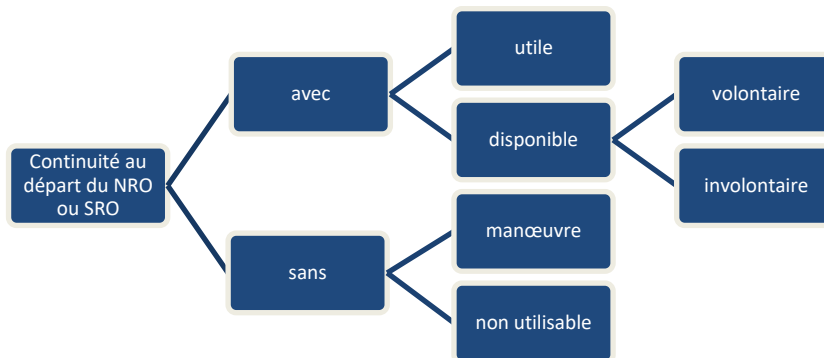 Continuité au
départ du NRO
ou SRO
avec
utile
disponible
volontaire
involontaire
sans
manœuvre
non utilisable